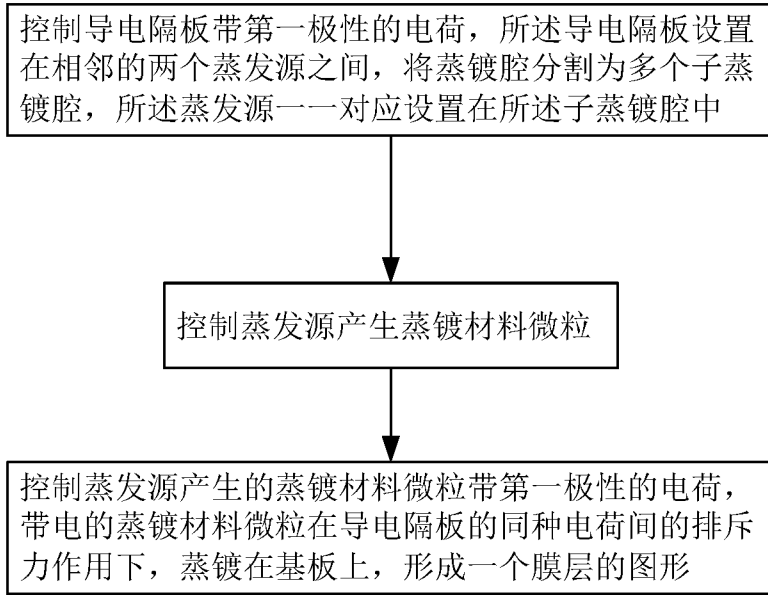 控制导电隔板带第一极性的电荷，所述导电隔板设置
在相邻的两个蒸发源之间，将蒸镀腔分割为多个子蒸
镀腔，所述蒸发源一一对应设置在所述子蒸镀腔中
控制蒸发源产生蒸镀材料微粒
控制蒸发源产生的蒸镀材料微粒带第一极性的电荷，
带电的蒸镀材料微粒在导电隔板的同种电荷间的排斥
力作用下，蒸镀在基板上，形成一个膜层的图形